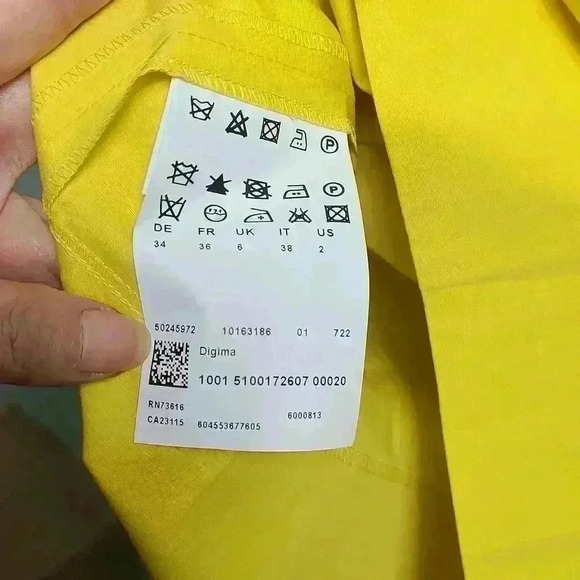 P
P
DE FR UK IT US
34 36 6 38 2
50245972 10163186 01 722
Digima
1001 5100172607 00020
RN73616
CA23115 604553677605 6000813